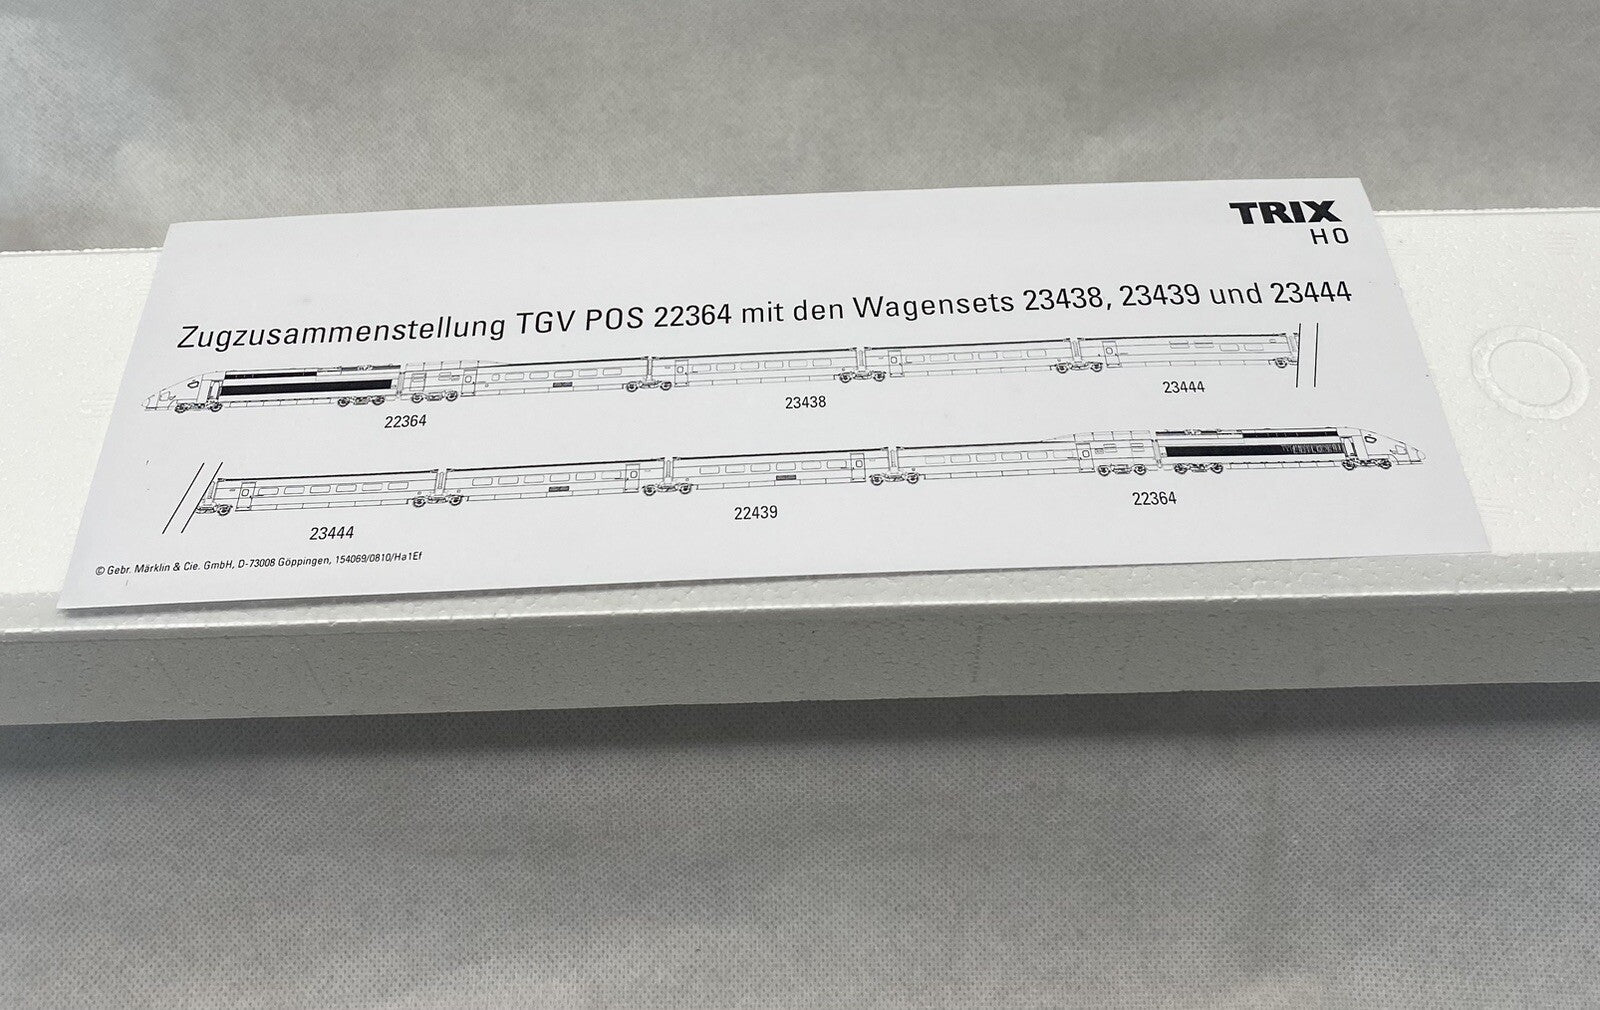 TRIX
H0
Zugzusammenstellung TGV POS 22364 mit den Wagensets 23438, 23439 und 23444
22364
23438
23444
23444
22439
22364
© Gebr. Märklin & Cie. GmbH, D-73008 Göppingen, 154069/0810/Ha1Ef